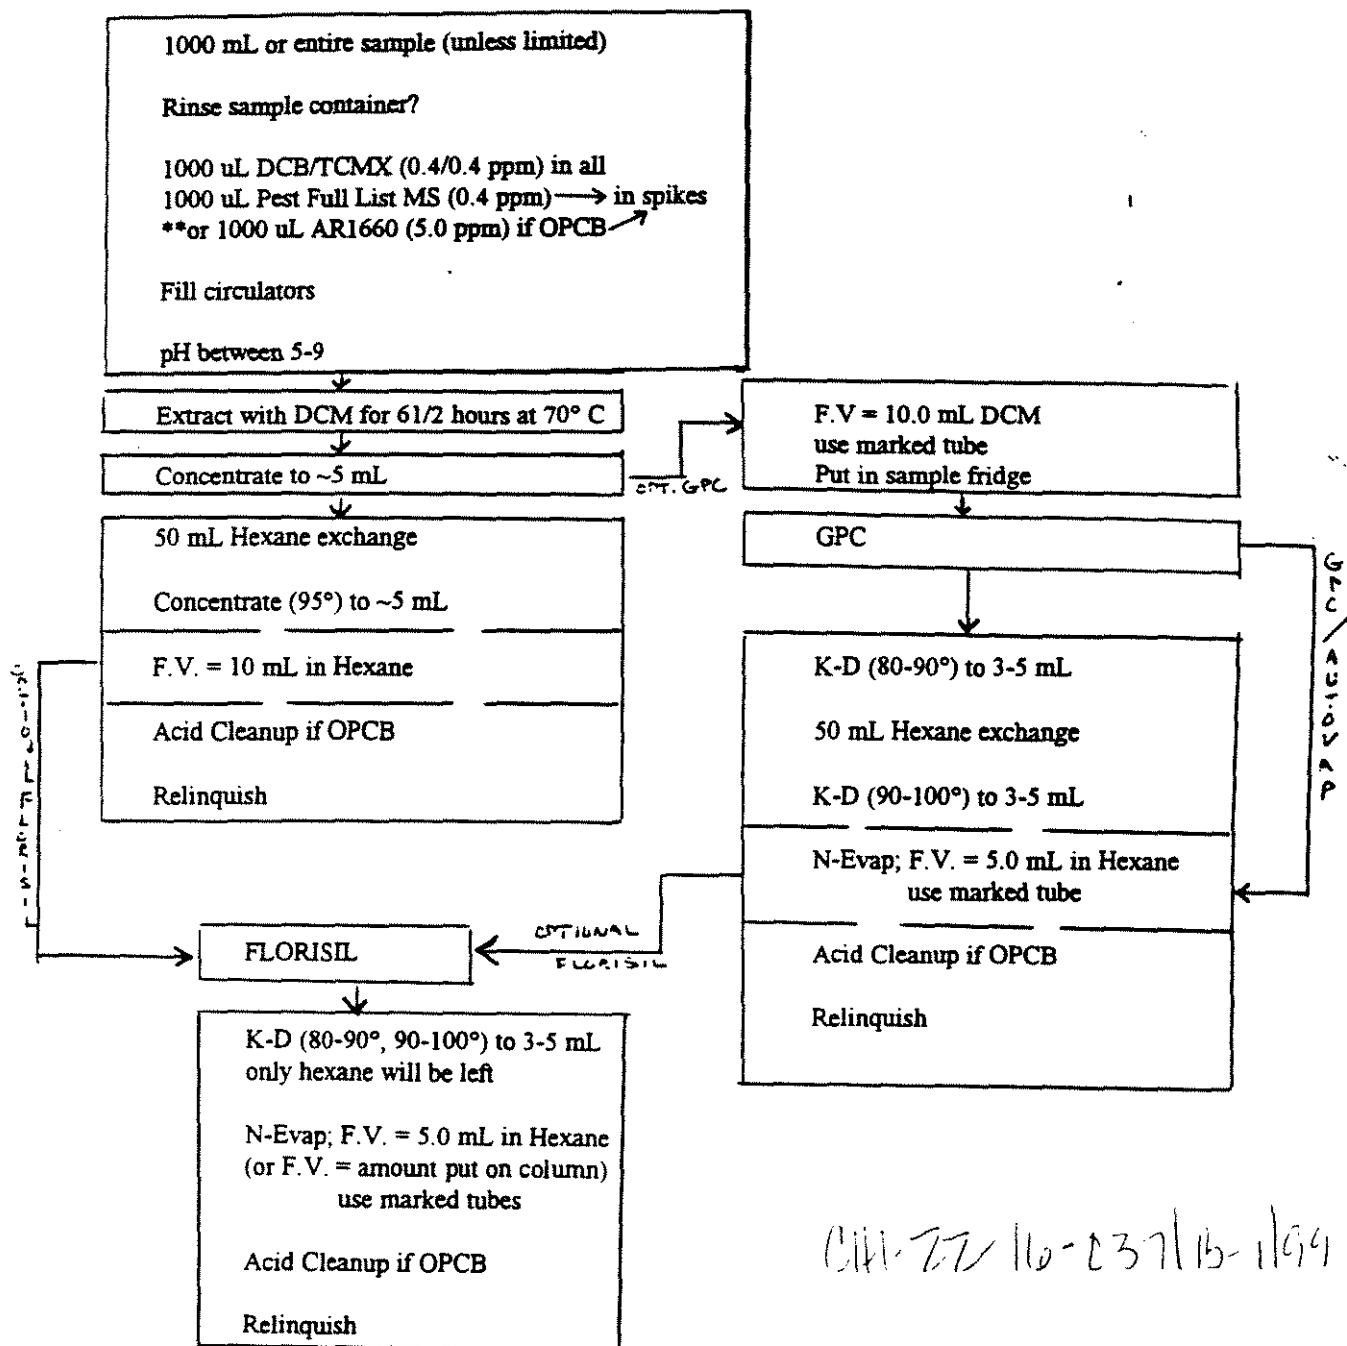 1000 mL or entire sample (unless limited)
Rinse sample container?
1000 uL DCB/TCMX (0.4/0.4 ppm) in all
1000 uL Pest Full List MS (0.4 ppm) → in spikes
**or 1000 uL AR1660 (5.0 ppm) if OPCB
Fill circulators
pH between 5-9
Extract with DCM for 61/2 hours at 70° C
Concentrate to ~5 mL
OPT. GPC
F.V = 10.0 mL DCM
use marked tube
Put in sample fridge
GPC
GPC/AUTOVAP
50 mL Hexane exchange
Concentrate (95°) to ~5 mL
F.V. = 10 mL in Hexane
Acid Cleanup if OPCB
Relinquish
K-D (80-90°) to 3-5 mL
50 mL Hexane exchange
K-D (90-100°) to 3-5 mL
N-Evap; F.V. = 5.0 mL in Hexane
use marked tube
Acid Cleanup if OPCB
Relinquish
OPTIONAL
FLORISIL
FLORISIL
K-D (80-90°, 90-100°) to 3-5 mL
only hexane will be left
N-Evap; F.V. = 5.0 mL in Hexane
(or F.V. = amount put on column)
use marked tubes
Acid Cleanup if OPCB
Relinquish